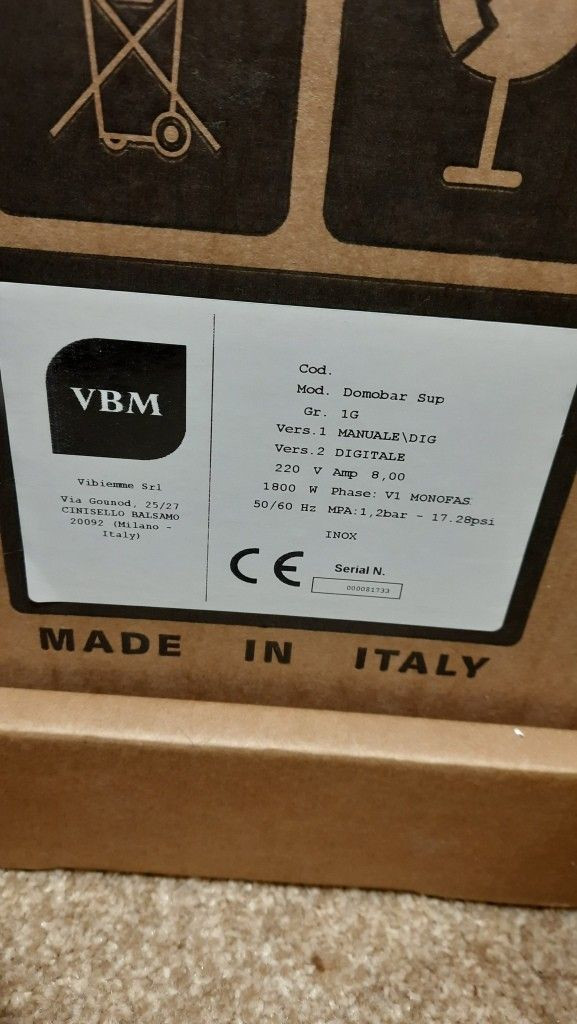 VBM
Vibiemme Srl
Via Gounod, 25/27
CINISELLO BALSAMO
20092 (Milano -
Italy)
Cod.
Mod. Domobar Sup
Gr. 1G
Vers.1 MANUALE\DIG
Vers.2 DIGITALE
220 V Amp 8,00
1800 W Phase: V1 MONOFAS
50/60 Hz MPA:1,2bar - 17.28psi
INOX
CE
Serial N.
000081733
MADE IN ITALY